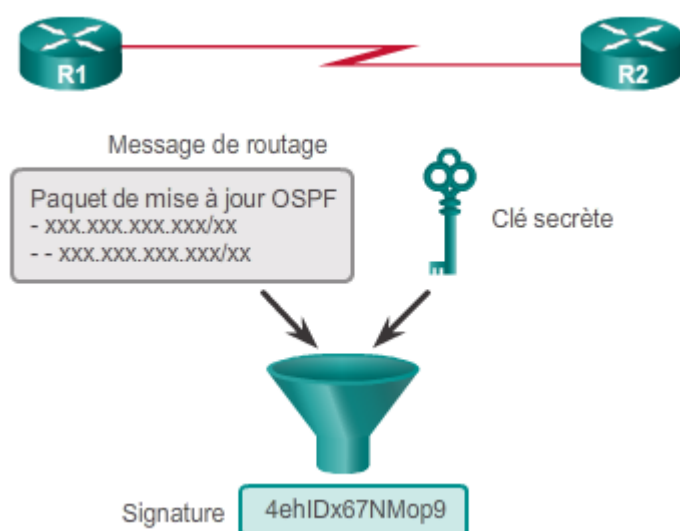 R1
R2
Message de routage
Paquet de mise à jour OSPF
- xxx.xxx.xxx.xxx/xx
- - xxx.xxx.xxx.xxx/xx
Clé secrète
Signature
4ehIDx67NMop9